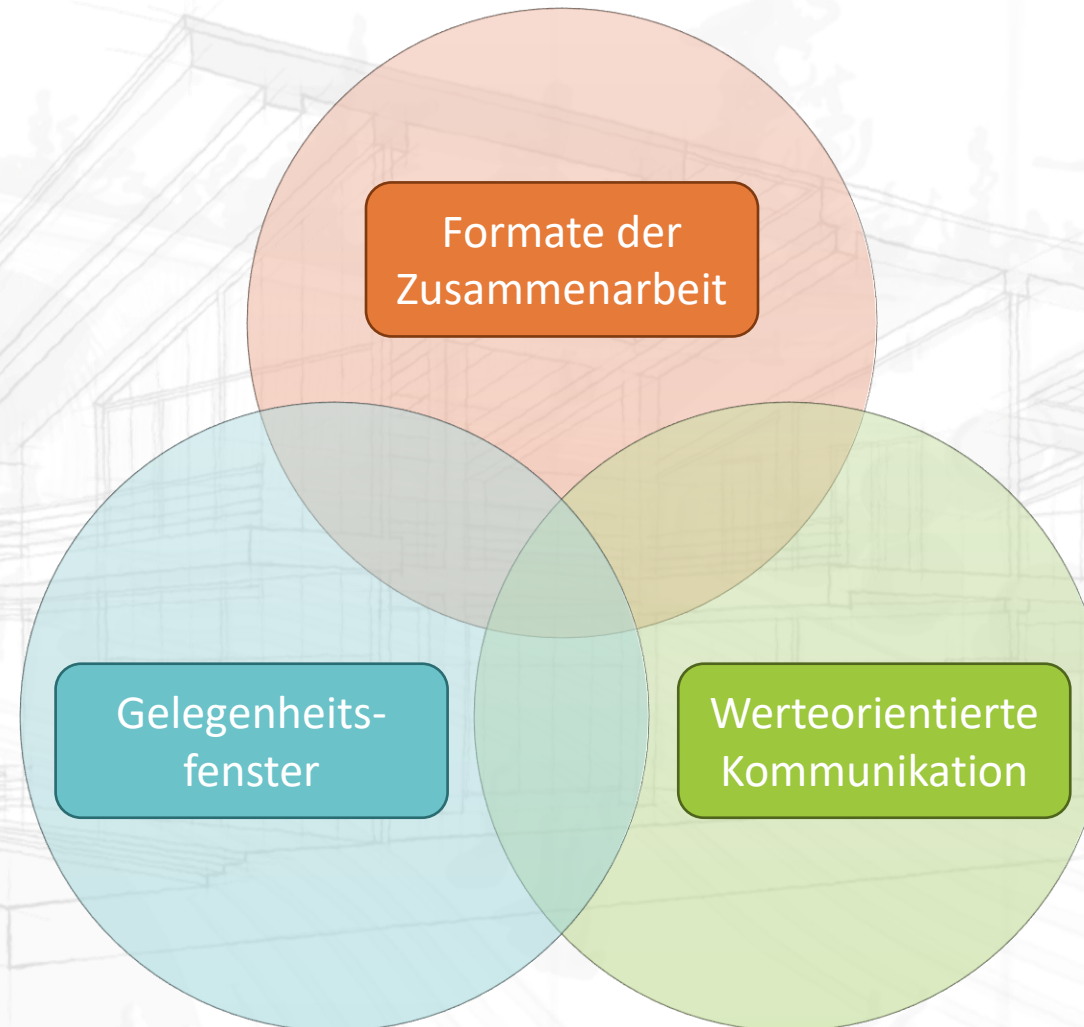 Formate der
Zusammenarbeit
Gelegenheits-
fenster
Werteorientierte
Kommunikation